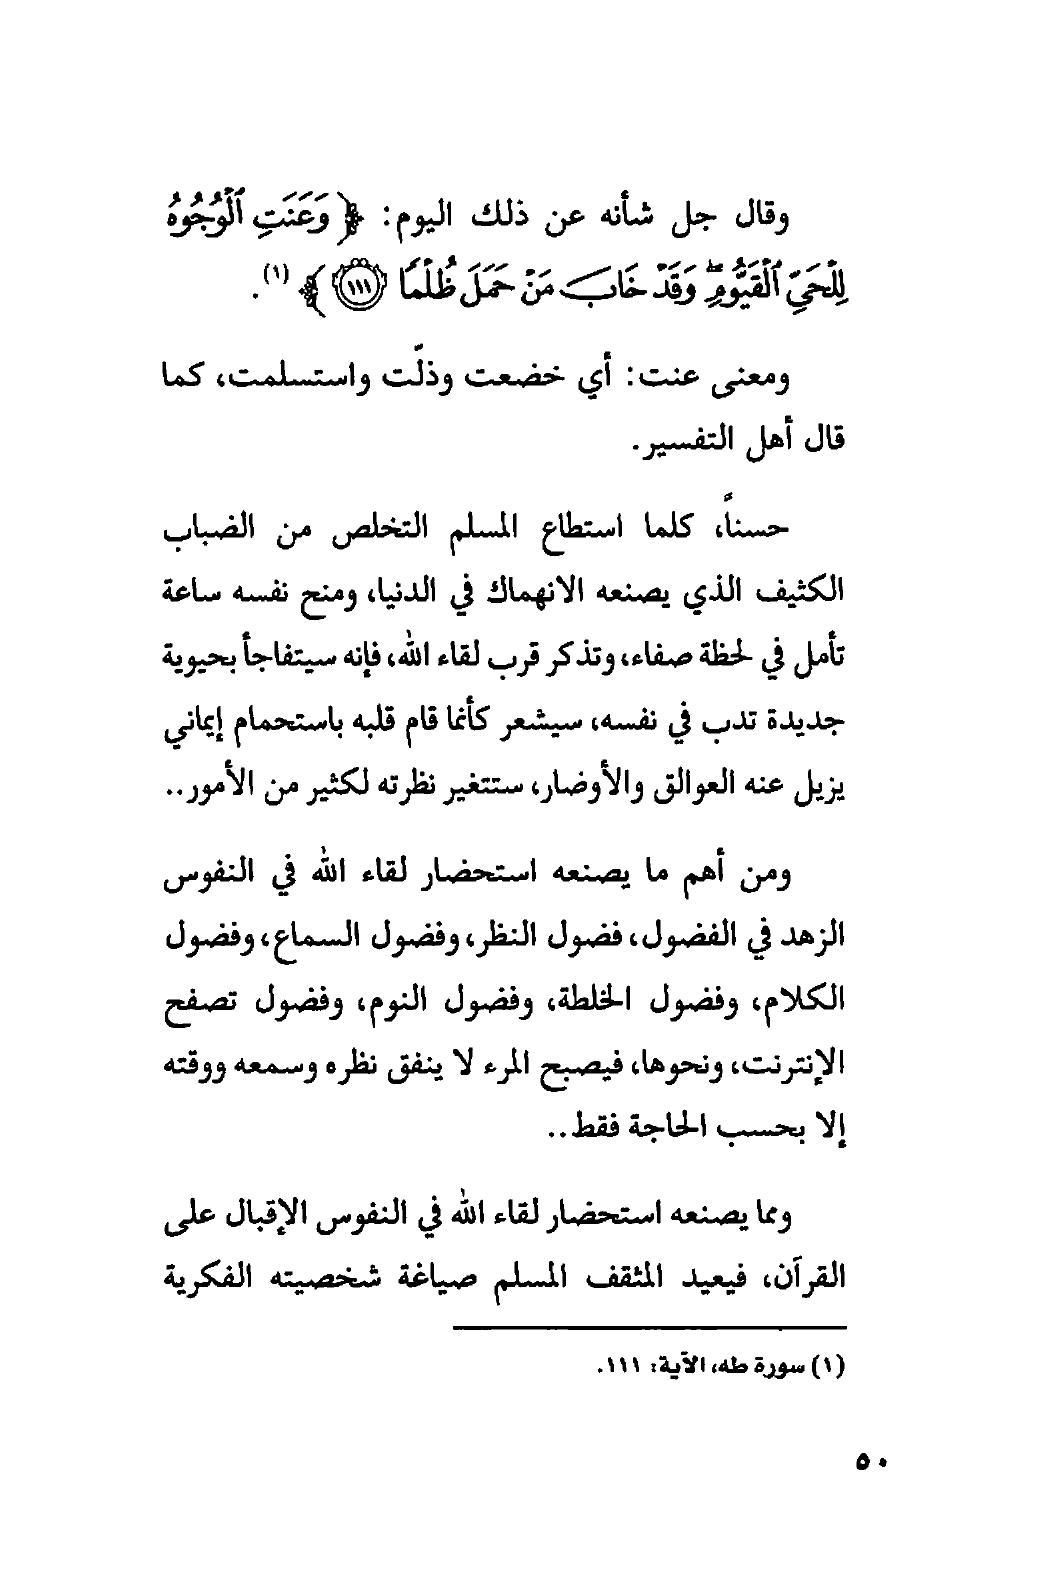 وقال جل شأنه عن ذلك اليوم: ﴿ وَعَنَتِ ٱلْوُجُوهُ
لِلْحَيِّ ٱلْقَيُّومِۖ وَقَدْ خَابَ مَنْ حَمَلَ ظُلْمًا ١١١ ﴾ (١).
ومعنى عنت: أي خضعت وذلّت واستسلمت، كما
قال أهل التفسير.
حسناً، كلما استطاع المسلم التخلص من الضباب
الكثيف الذي يصنعه الانهماك في الدنيا، ومنح نفسه ساعة
تأمل في لحظة صفاء، وتذكر قرب لقاء الله، فإنه سيتفاجأ بحيوية
جديدة تدب في نفسه، سيشعر كأنما قام قلبه باستحمام إيماني
يزيل عنه العوالق والأوضار، ستتغير نظرته لكثير من الأمور..
ومن أهم ما يصنعه استحضار لقاء الله في النفوس
الزهد في الفضول، فضول النظر، وفضول السماع، وفضول
الكلام، وفضول الخلطة، وفضول النوم، وفضول تصفح
الإنترنت، ونحوها، فيصبح المرء لا ينفق نظره وسمعه ووقته
إلا بحسب الحاجة فقط..
ومما يصنعه استحضار لقاء الله في النفوس الإقبال على
القرآن، فيعيد المثقف المسلم صياغة شخصيته الفكرية
(١) سورة طه، الآية: ١١١.
٥٠